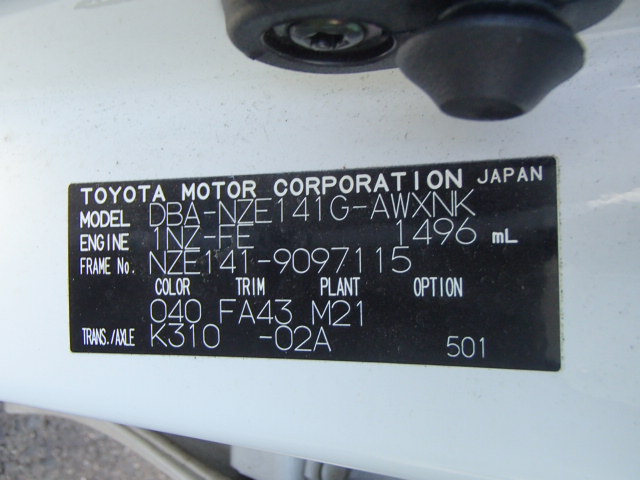 TOYOTA MOTOR CORPORATION JAPAN
MODEL DBA-NZE141G-AWXNK
ENGINE 1NZ-FE 1496 mL
FRAME No. NZE141-9097115
COLOR TRIM PLANT OPTION
040 FA43 M21
TRANS./AXLE K310 -02A 501